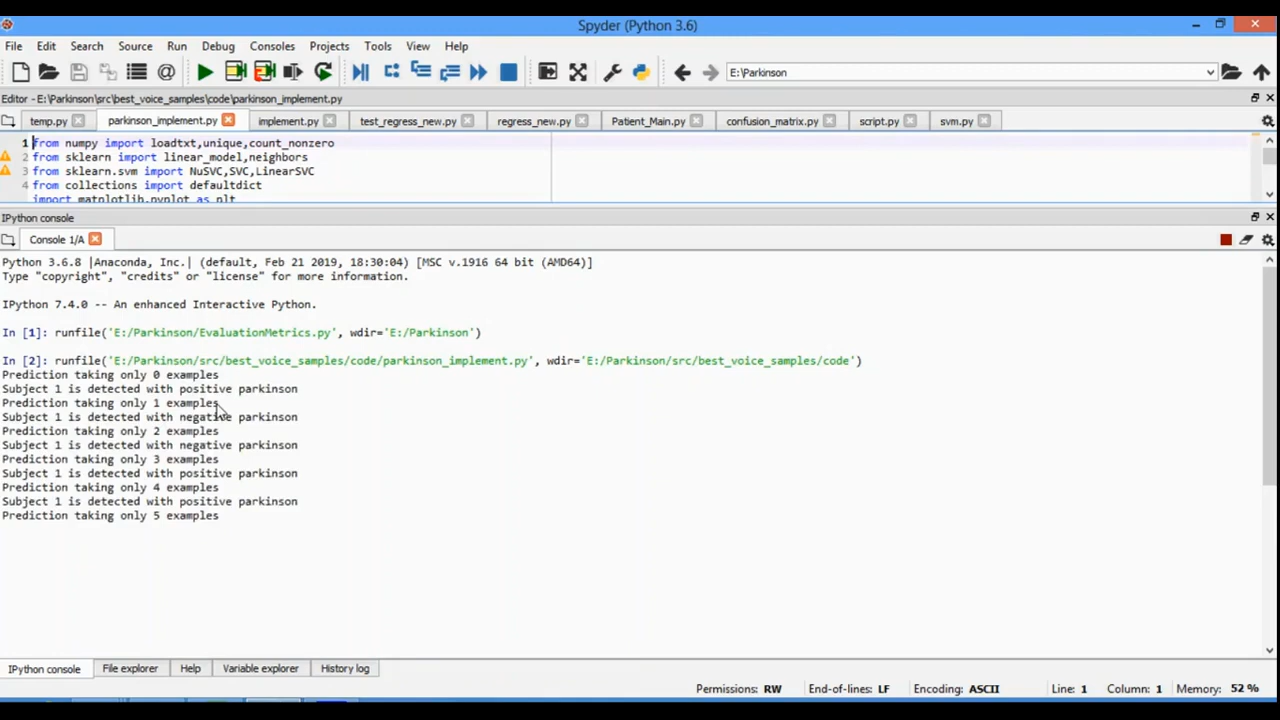 Spyder (Python 3.6)
File Edit Search Source Run Debug Consoles Projects Tools View Help
E:\Parkinson
Editor - E:\Parkinson\src\best_voice_samples\code\parkinson_implement.py
temp.py parkinson_implement.py implement.py test_regress_new.py regress_new.py Patient_Main.py confusion_matrix.py script.py svm.py
1 from numpy import loadtxt,unique,count_nonzero
2 from sklearn import linear_model,neighbors
3 from sklearn.svm import NuSVC,SVC,LinearSVC
4 from collections import defaultdict
import matplotlib.pyplot as plt
IPython console
Console 1/A
Python 3.6.8 |Anaconda, Inc.| (default, Feb 21 2019, 18:30:04) [MSC v.1916 64 bit (AMD64)]
Type "copyright", "credits" or "license" for more information.
IPython 7.4.0 -- An enhanced Interactive Python.
In [1]: runfile('E:/Parkinson/EvaluationMetrics.py', wdir='E:/Parkinson')
In [2]: runfile('E:/Parkinson/src/best_voice_samples/code/parkinson_implement.py', wdir='E:/Parkinson/src/best_voice_samples/code')
Prediction taking only 0 examples
Subject 1 is detected with positive parkinson
Prediction taking only 1 examples
Subject 1 is detected with negative parkinson
Prediction taking only 2 examples
Subject 1 is detected with negative parkinson
Prediction taking only 3 examples
Subject 1 is detected with positive parkinson
Prediction taking only 4 examples
Subject 1 is detected with positive parkinson
Prediction taking only 5 examples
IPython console File explorer Help Variable explorer History log
Permissions: RW End-of-lines: LF Encoding: ASCII Line: 1 Column: 1 Memory: 52 %